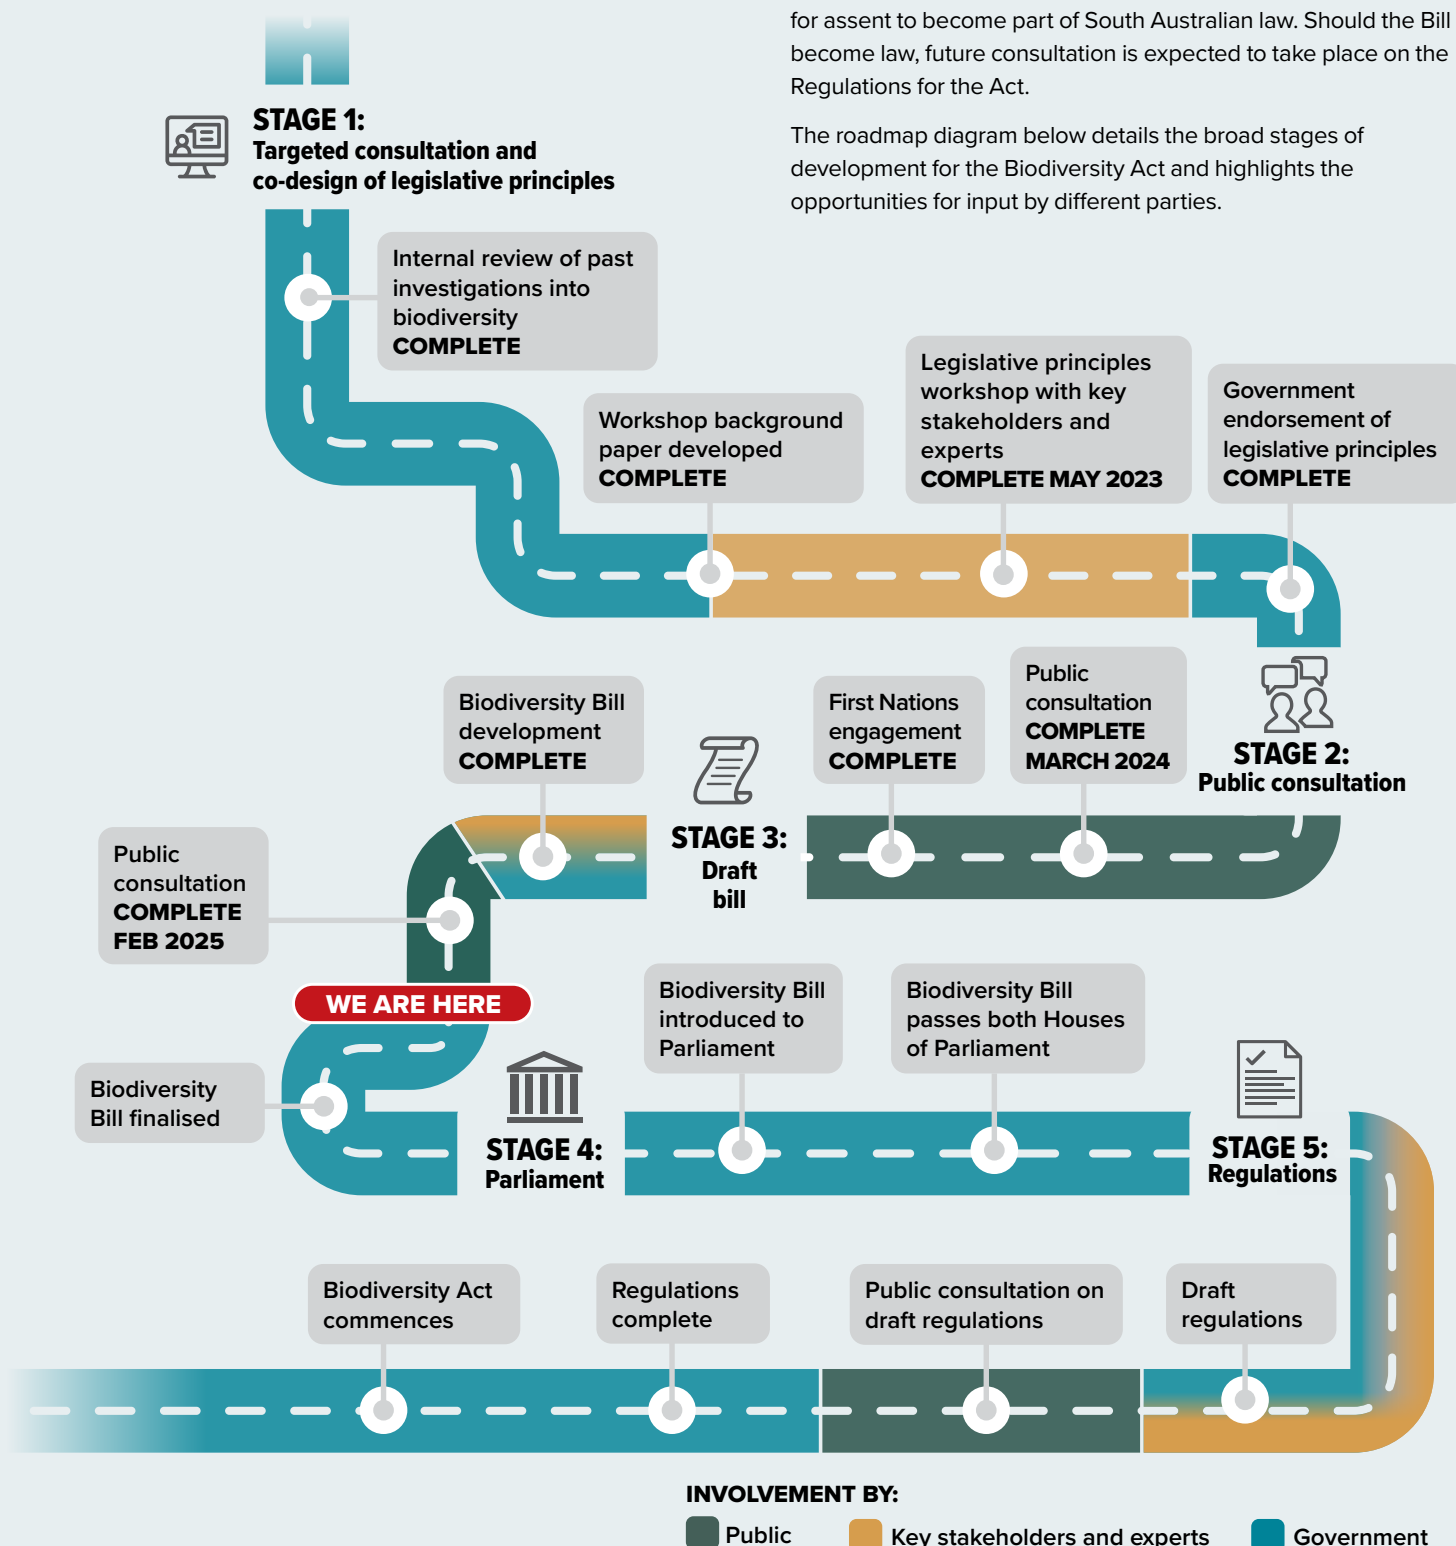 for assent to become part of South Australian law. Should the Bill
become law, future consultation is expected to take place on the
Regulations for the Act.
The roadmap diagram below details the broad stages of
development for the Biodiversity Act and highlights the
opportunities for input by different parties.
STAGE 1:
Targeted consultation and
co-design of legislative principles
Internal review of past
investigations into
biodiversity
COMPLETE
Workshop background
paper developed
COMPLETE
Legislative principles
workshop with key
stakeholders and
experts
COMPLETE MAY 2023
Government
endorsement of
legislative principles
COMPLETE
STAGE 2:
Public consultation
Public
consultation
COMPLETE
MARCH 2024
First Nations
engagement
COMPLETE
STAGE 3:
Draft
bill
Biodiversity Bill
development
COMPLETE
Public
consultation
COMPLETE
FEB 2025
WE ARE HERE
Biodiversity
Bill finalised
STAGE 4:
Parliament
Biodiversity Bill
introduced to
Parliament
Biodiversity Bill
passes both Houses
of Parliament
STAGE 5:
Regulations
Draft
regulations
Public consultation on
draft regulations
Regulations
complete
Biodiversity Act
commences
INVOLVEMENT BY:
Public
Key stakeholders and experts
Government